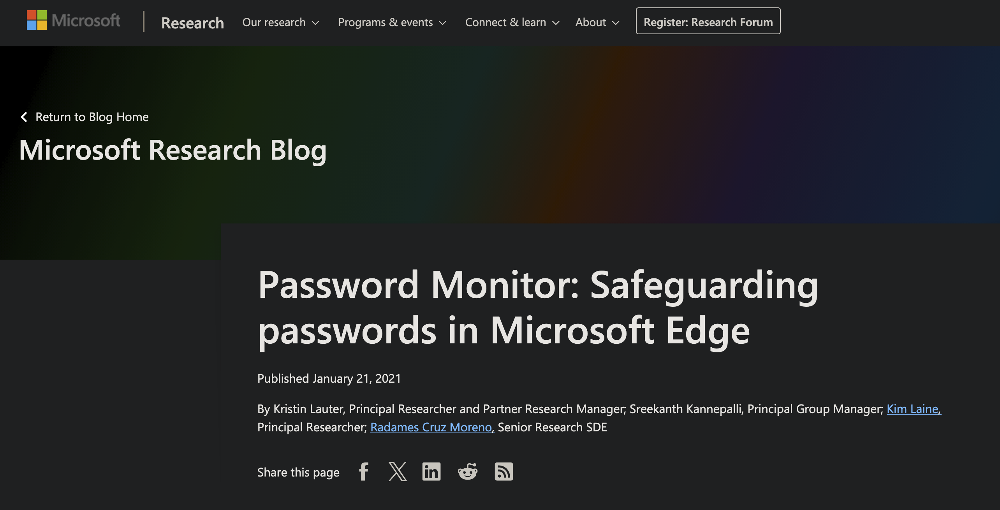 Microsoft
Research
Our research
Programs & events
Connect & learn
About
Register: Research Forum
Return to Blog Home
Microsoft Research Blog
Password Monitor: Safeguarding
passwords in Microsoft Edge
Published January 21, 2021
By Kristin Lauter, Principal Researcher and Partner Research Manager; Sreekanth Kannepalli, Principal Group Manager; Kim Laine,
Principal Researcher; Radames Cruz Moreno, Senior Research SDE
Share this page